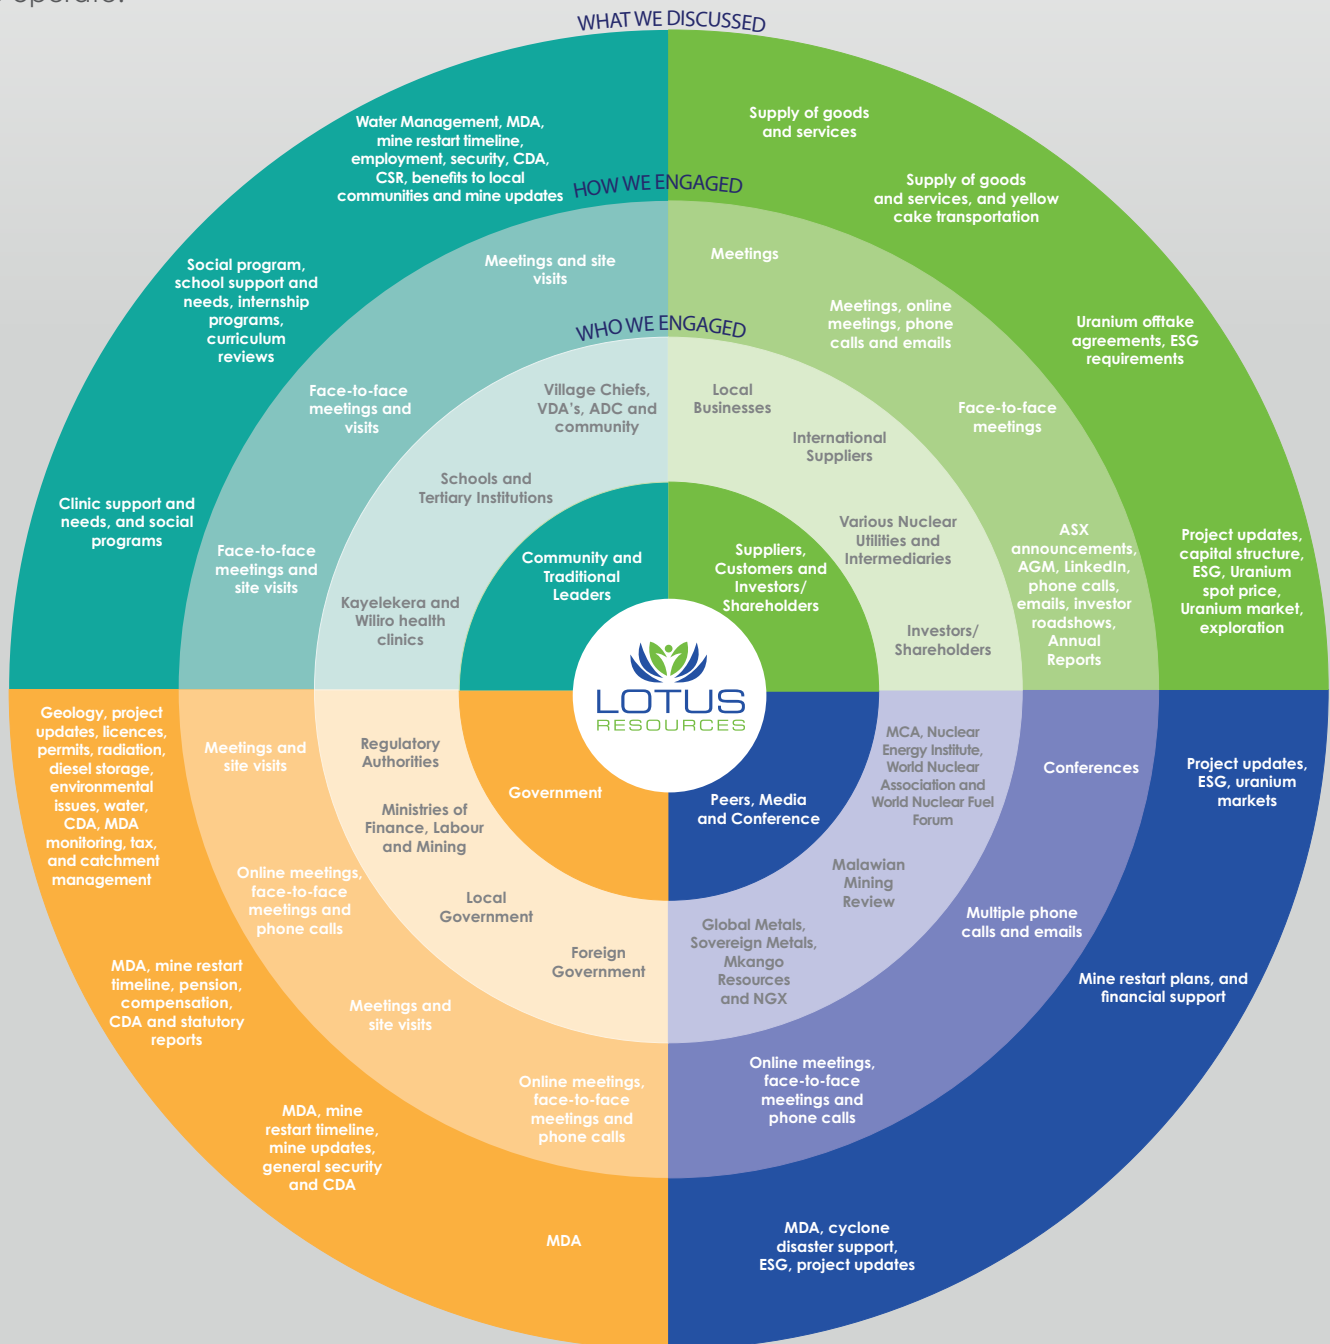 operate.
WHAT WE DISCUSSED
Water Management, MDA,
mine restart timeline,
employment, security, CDA,
CSR, benefits to local
communities and mine updates
Social program,
school support and
needs, internship
programs,
curriculum
reviews
Clinic support and
needs, and social
programs
Supply of goods
and services
Supply of goods
and services, and yellow
cake transportation
Uranium offtake
agreements, ESG
requirements
Project updates,
capital structure,
ESG, Uranium
spot price,
Uranium market,
exploration
HOW WE ENGAGED
Meetings and site
visits
Face-to-face
meetings and
visits
Face-to-face
meetings and
site visits
Meetings
Meetings, online
meetings, phone
calls and emails
Face-to-face
meetings
ASX
announcements,
AGM, LinkedIn,
phone calls,
emails, investor
roadshows,
Annual
Reports
WHO WE ENGAGED
Village Chiefs,
VDA's, ADC and
community
Schools and
Tertiary Institutions
Kayelekera and
Wiliro health
clinics
Local
Businesses
International
Suppliers
Various Nuclear
Utilities and
Intermediaries
Investors/
Shareholders
Community and
Traditional
Leaders
Suppliers,
Customers and
Investors/
Shareholders
LOTUS
RESOURCES
Government
Peers, Media
and Conference
Regulatory
Authorities
Ministries of
Finance, Labour
and Mining
Local
Government
Foreign
Government
MCA, Nuclear
Energy Institute,
World Nuclear
Association and
World Nuclear Fuel
Forum
Malawian
Mining
Review
Global Metals,
Sovereign Metals,
Mkango
Resources
and NGX
Meetings and
site visits
Online meetings,
face-to-face
meetings and
phone calls
Meetings and
site visits
Online meetings,
face-to-face
meetings and
phone calls
Conferences
Multiple phone
calls and emails
Online meetings,
face-to-face
meetings and
phone calls
Geology, project
updates, licences,
permits, radiation,
diesel storage,
environmental
issues, water,
CDA, MDA
monitoring, tax,
and catchment
management
MDA, mine restart
timeline, pension,
compensation,
CDA and statutory
reports
MDA, mine
restart timeline,
mine updates,
general security
and CDA
MDA
Project updates,
ESG, uranium
markets
Mine restart plans, and
financial support
MDA, cyclone
disaster support,
ESG, project updates